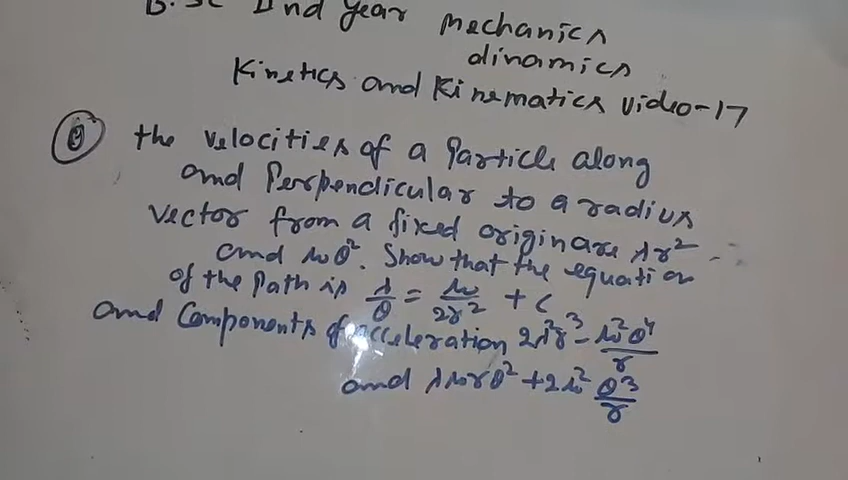 B.sc IInd year mechanics
dinamics
Kinetics and Kinematics video-17
Q the velocities of a Particle along
and Perpendicular to a radius
vector from a fixed origin are λr²
and μθ². Show that the equation
of the Path is λ/θ = μ/2r² + c
and Components of acceleration 2λ²r³ - μ²θ⁴/r
and λμrθ² + 2μ² θ³/r